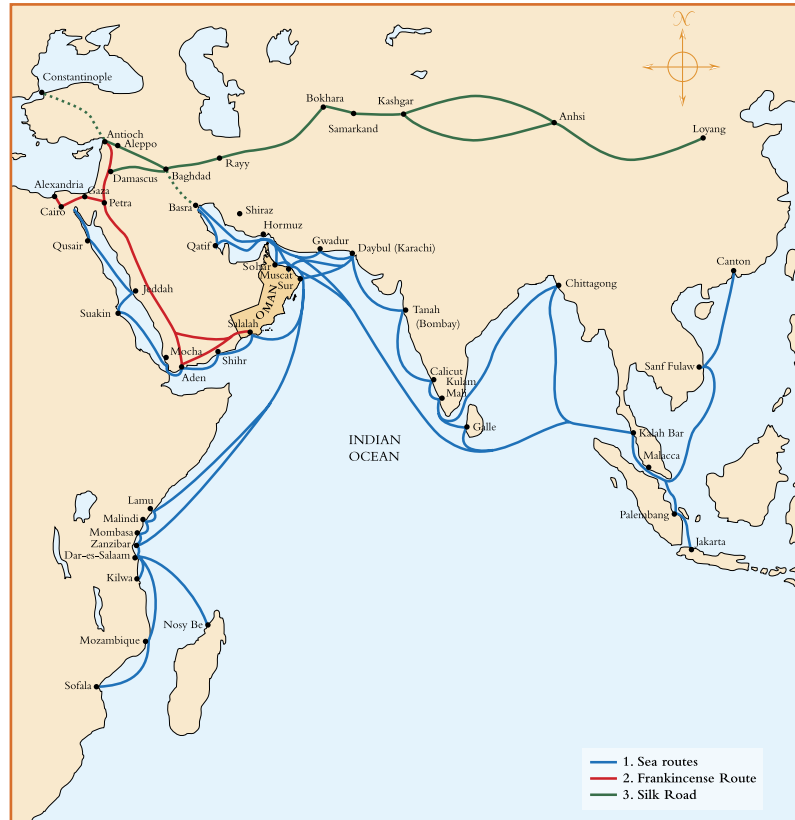 N
Constantinople
Bokhara
Kashgar
Samarkand
Anhsi
Loyang
Antioch
Aleppo
Rayy
Damascus
Baghdad
Alexandria
Gaza
Cairo
Petra
Basra
Shiraz
Hormuz
Qusair
Qatif
Gwadur
Daybul (Karachi)
Sohar
Muscat
Sur
OMAN
Canton
Jeddah
Chittagong
Suakin
Tanah
(Bombay)
Salalah
Mocha
Shihr
Aden
Sanf Fulaw
Calicut
Kulam
Mali
Galle
INDIAN
OCEAN
Kalah Bar
Malacca
Lamu
Malindi
Mombasa
Zanzibar
Dar-es-Salaam
Kilwa
Palembang
Jakarta
Nosy Be
Mozambique
Sofala
1. Sea routes
2. Frankincense Route
3. Silk Road